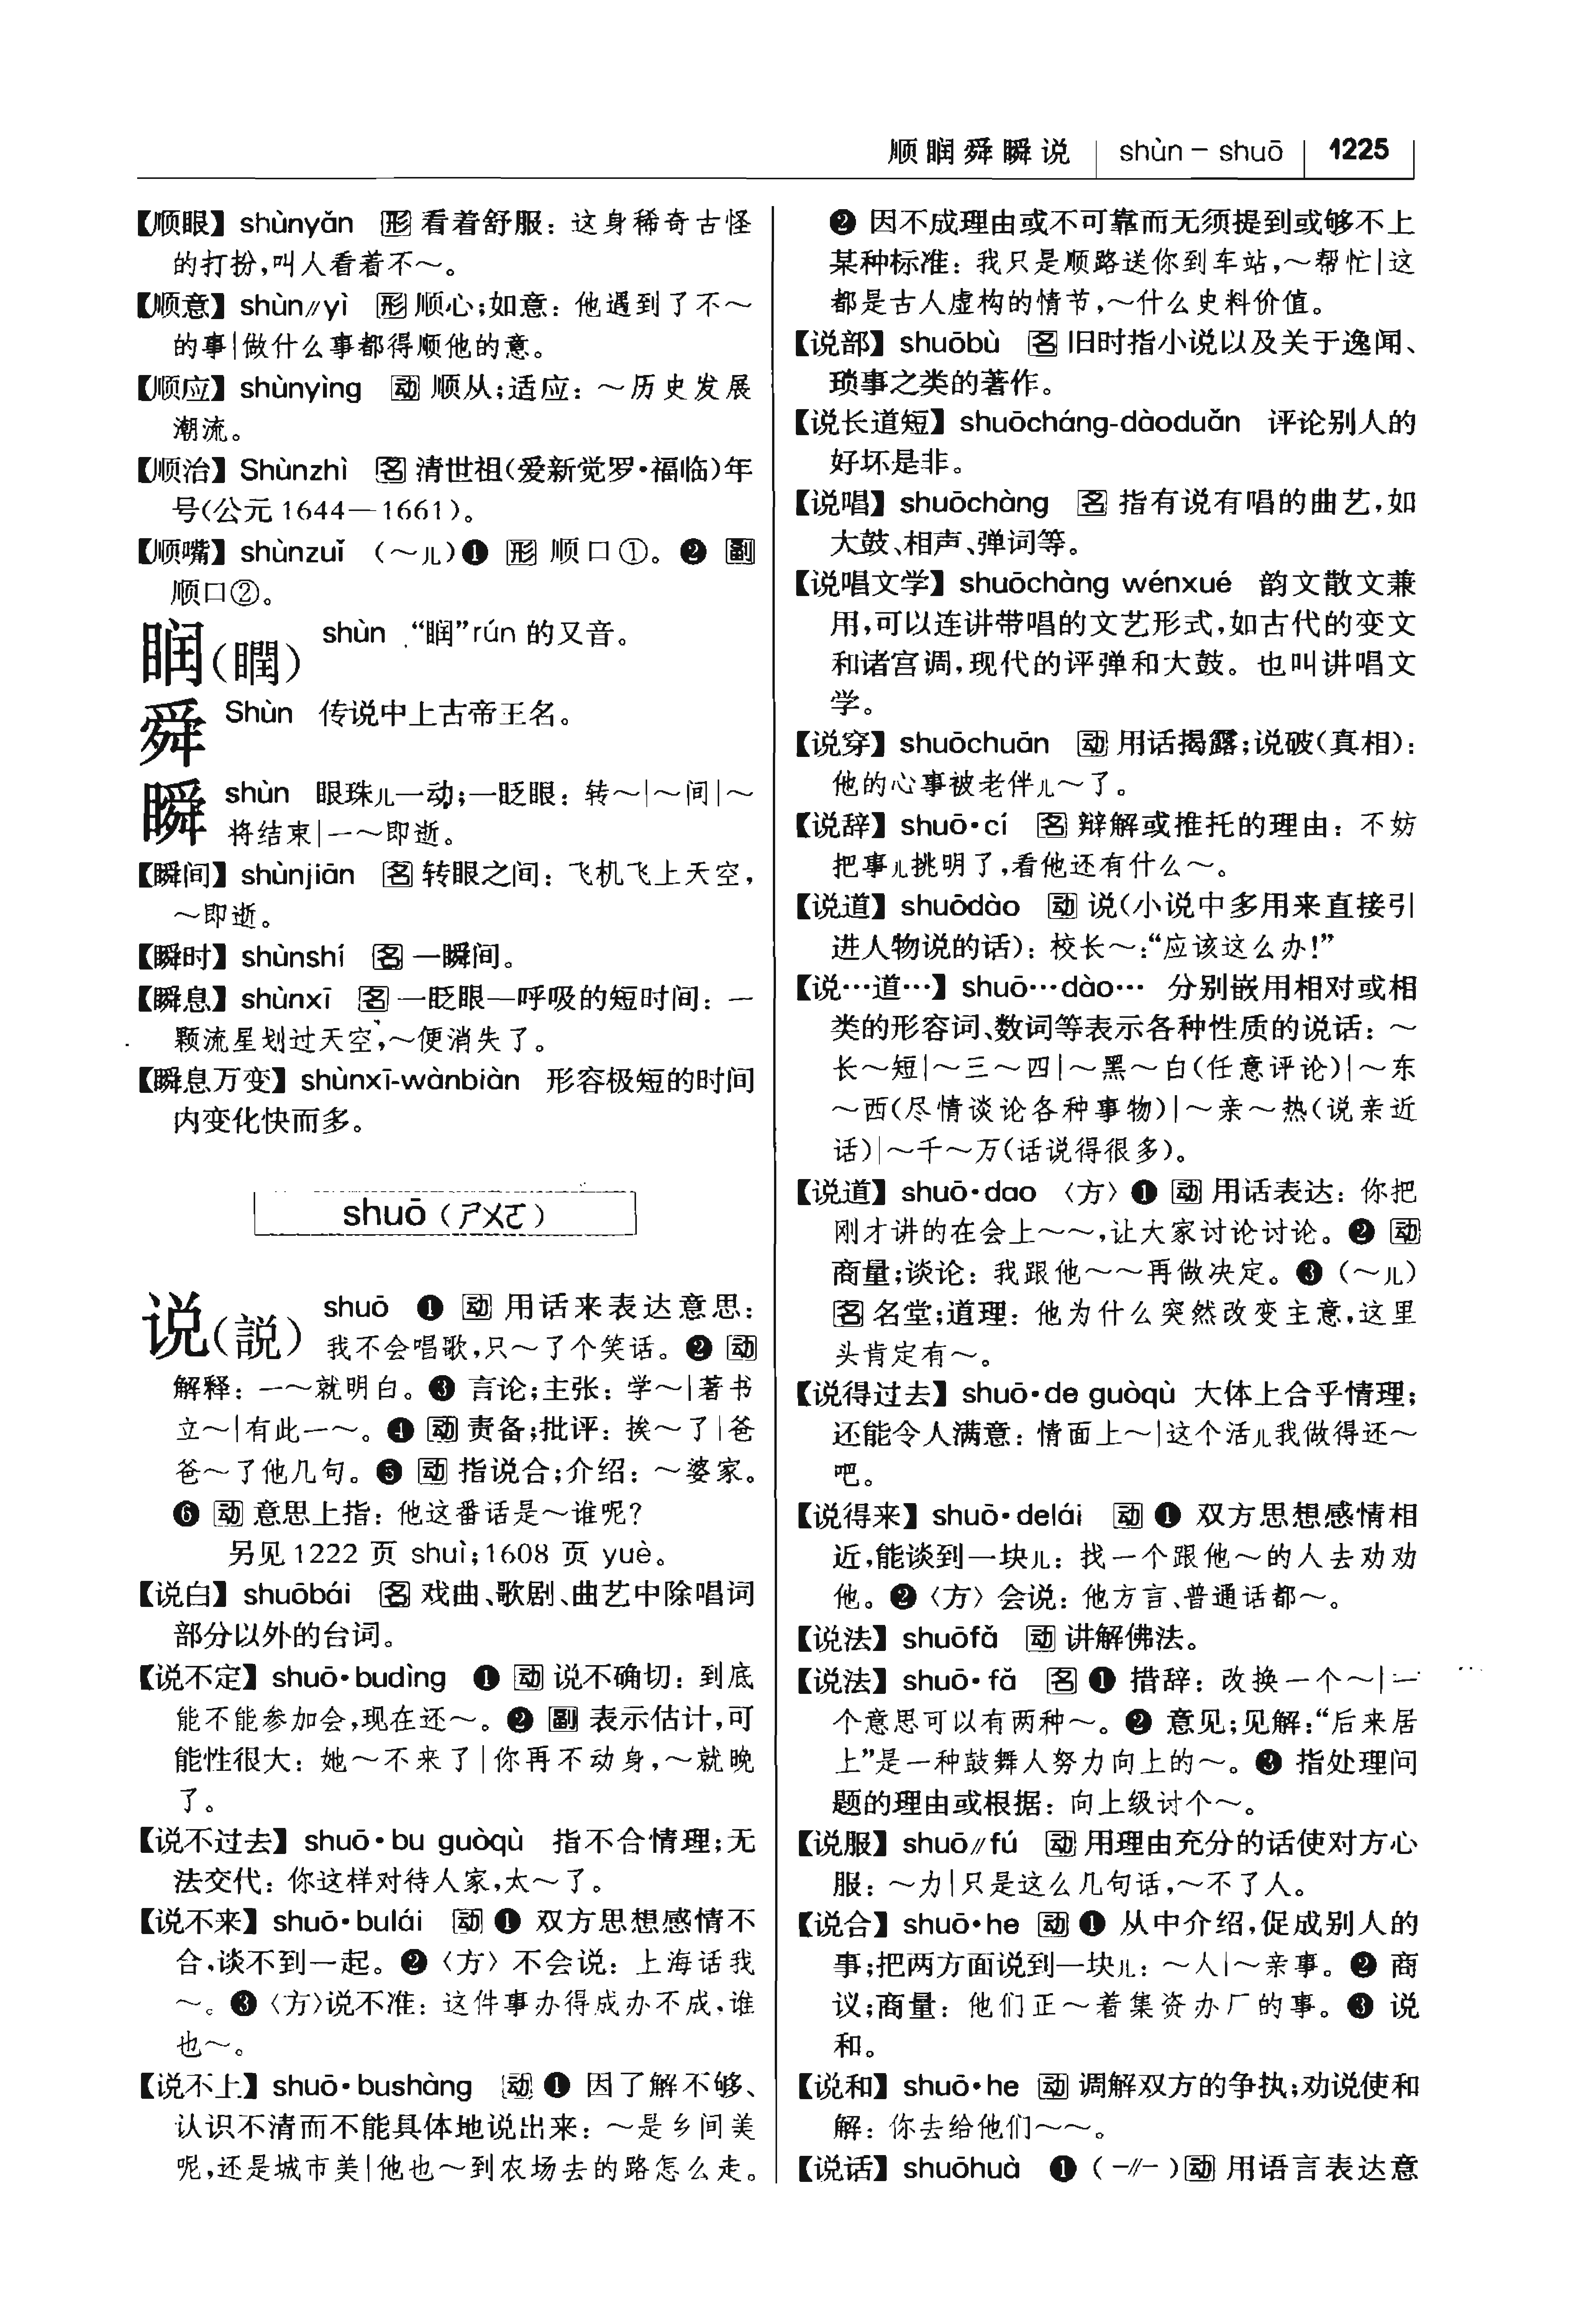 顺䀰舜瞬说 | shùn – shuō | 1225
【顺眼】 shùnyǎn 形 看着舒服：这身稀奇古怪
的打扮，叫人看着不～。
【顺意】 shùn∥yì 形 顺心；如意：他遇到了不～
的事|做什么事都得顺他的意。
【顺应】 shùnyìng 动 顺从；适应：～历史发展
潮流。
【顺治】 Shùnzhì 名 清世祖(爱新觉罗·福临)年
号(公元1644—1661)。
【顺嘴】 shùnzuǐ (～儿)❶ 形 顺口①。❷ 副
顺口②。
(瞤) shùn “”rún 的又音。
舜 Shùn 传说中上古帝王名。
瞬 shùn 眼珠儿一动；一眨眼：转～|～间|～
将结束|一～即逝。
【瞬间】 shùnjiān 名 转眼之间：飞机飞上天空，
～即逝。
【瞬时】 shùnshí 名 一瞬间。
【瞬息】 shùnxī 名 一眨眼一呼吸的短时间：一
颗流星划过天空，～便消失了。
【瞬息万变】 shùnxī-wànbiàn 形容极短的时间
内变化快而多。
shuō (ㄕㄨㄛ)
说(説) shuō ❶ 动 用话来表达意思：
我不会唱歌，只～了个笑话。❷ 动
解释：一～就明白。❸ 言论；主张：学～|著书
立～|有此一～。❹ 动 责备；批评：挨～了|爸
爸～了他几句。❺ 动 指说合；介绍：～婆家。
❻ 动 意思上指：他这番话是～谁呢？
另见1222 页 shuì；1608 页 yuè。
【说白】 shuōbái 名 戏曲、歌剧、曲艺中除唱词
部分以外的台词。
【说不定】 shuō·budìng ❶ 动 说不确切：到底
能不能参加会，现在还～。❷ 副 表示估计，可
能性很大：她～不来了|你再不动身，～就晚
了。
【说不过去】 shuō·bu guòqù 指不合情理；无
法交代：你这样对待人家，太～了。
【说不来】 shuō·bulái 动 ❶ 双方思想感情不
合，谈不到一起。❷〈方〉不会说：上海话我
～。❸〈方〉说不准：这件事办得成办不成，谁
也～。
【说不上】 shuō·bushàng 动 ❶ 因了解不够、
认识不清而不能具体地说出来：～是乡间美
呢，还是城市美|他也～到农场去的路怎么走。
❷ 因不成理由或不可靠而无须提到或够不上
某种标准：我只是顺路送你到车站，～帮忙|这
都是古人虚构的情节，～什么史料价值。
【说部】 shuōbù 名 旧时指小说以及关于逸闻、
琐事之类的著作。
【说长道短】 shuōcháng-dàoduǎn 评论别人的
好坏是非。
【说唱】 shuōchàng 名 指有说有唱的曲艺，如
大鼓、相声、弹词等。
【说唱文学】 shuōchàng wénxué 韵文散文兼
用，可以连讲带唱的文艺形式，如古代的变文
和诸宫调，现代的评弹和大鼓。也叫讲唱文
学。
【说穿】 shuōchuān 动 用话揭露；说破(真相)：
他的心事被老伴儿～了。
【说辞】 shuō·cí 名 辩解或推托的理由：不妨
把事儿挑明了，看他还有什么～。
【说道】 shuōdào 动 说(小说中多用来直接引
进人物说的话)：校长～：“应该这么办！”
【说…道…】 shuō…dào… 分别嵌用相对或相
类的形容词、数词等表示各种性质的说话：～
长～短|～三～四|～黑～白(任意评论)|～东
～西(尽情谈论各种事物)|～亲～热(说亲近
话)|～千～万(话说得很多)。
【说道】 shuō·dao 〈方〉❶ 动 用话表达：你把
刚才讲的在会上～～，让大家讨论讨论。❷ 动
商量；谈论：我跟他～～再做决定。❸ (～儿)
名 名堂；道理：他为什么突然改变主意，这里
头肯定有～。
【说得过去】 shuō·de guòqù 大体上合乎情理；
还能令人满意：情面上～|这个活儿我做得还～
吧。
【说得来】 shuō·delái 动 ❶ 双方思想感情相
近，能谈到一块儿：找一个跟他～的人去劝劝
他。❷〈方〉会说：他方言、普通话都～。
【说法】 shuōfǎ 动 讲解佛法。
【说法】 shuō·fǎ 名 ❶ 措辞：改换一个～|一
个意思可以有两种～。❷ 意见；见解：“后来居
上”是一种鼓舞人努力向上的～。❸ 指处理问
题的理由或根据：向上级讨个～。
【说服】 shuō∥fú 动 用理由充分的话使对方心
服：～力|只是这么几句话，～不了人。
【说合】 shuō·he 动 ❶ 从中介绍，促成别人的
事；把两方面说到一块儿：～人|～亲事。❷ 商
议；商量：他们正～着集资办厂的事。❸ 说
和。
【说和】 shuō·he 动 调解双方的争执；劝说使和
解：你去给他们～～。
【说话】 shuōhuà ❶ (-∥-)动 用语言表达意